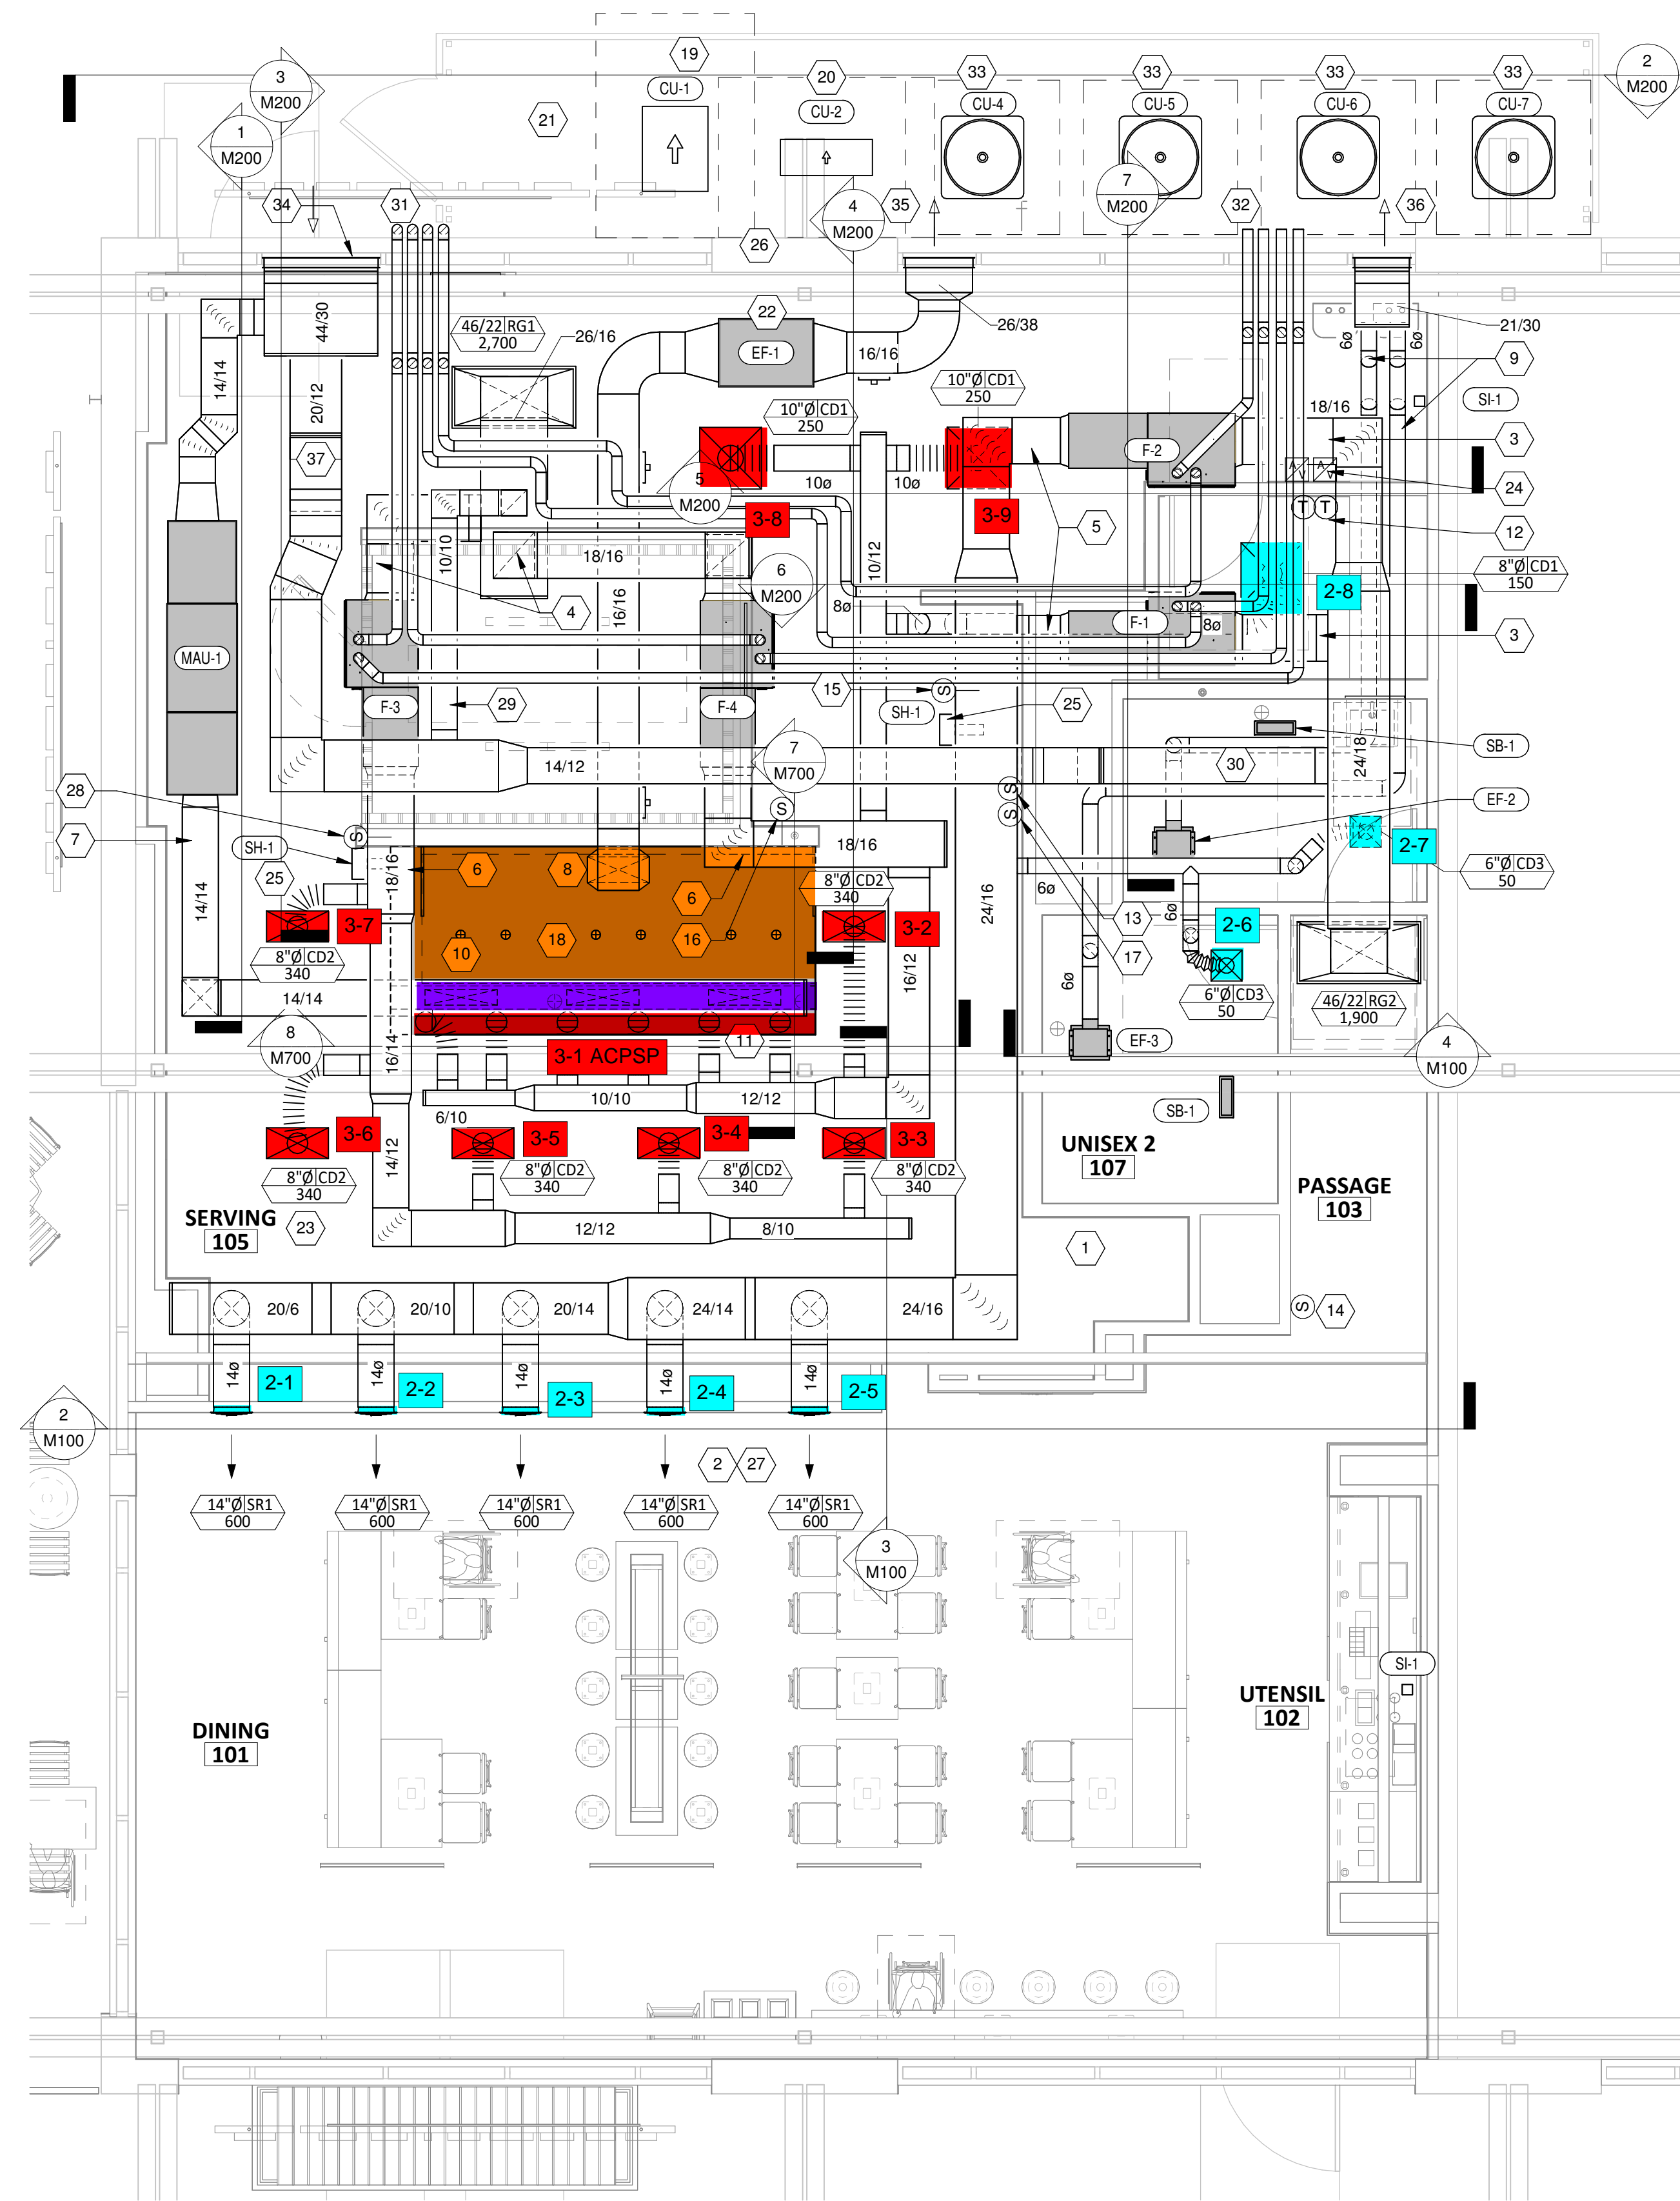 19
CU-1
20
CU-2
33
CU-4
33
CU-5
33
CU-6
33
CU-7
2
M200
3
M200
1
M200
21
34
31
4
M200
35
7
M200
32
36
26
44/30
46/22 RG1
2,700
26/16
22
EF-1
16/16
26/38
6ø
6ø
21/30
9
14/14
20/12
10"Ø CD1
250
10"Ø CD1
250
18/16
SI-1
3
37
F-2
A
V
A
V
24
5
M200
10ø
10ø
3-8
3-9
5
T
T
12
10/10
18/16
10/12
8"Ø CD1
150
6
M200
2-8
4
16/16
8ø
F-1
8ø
3
MAU-1
15
S
F-3
29
F-4
SH-1
25
7
M700
14/12
30
24/18
SB-1
28
S
S
S
S
EF-2
7
SH-1
25
18/16
6
8
18/16
2-7
6"Ø CD3
50
14/14
6
8"Ø CD2
340
24/16
6ø
13
6ø
3-7
3-2
2-6
10
18
16
17
8"Ø CD2
340
16/12
6ø
14/14
6"Ø CD3
50
46/22 RG2
1,900
8
M700
16/14
11
3-1 ACPSP
EF-3
4
M100
10/10
12/12
6/10
SB-1
3-6
3-5
3-4
3-3
14/12
8"Ø CD2
340
8"Ø CD2
340
8"Ø CD2
340
8"Ø CD2
340
UNISEX 2
107
PASSAGE
103
SERVING
105
23
12/12
8/10
1
20/6
20/10
20/14
24/14
24/16
S
14
14ø
2-1
14ø
2-2
14ø
2-3
14ø
2-4
14ø
2-5
2
M100
2
27
14"Ø SR1
600
14"Ø SR1
600
14"Ø SR1
600
14"Ø SR1
600
14"Ø SR1
600
3
M100
SI-1
DINING
101
UTENSIL
102